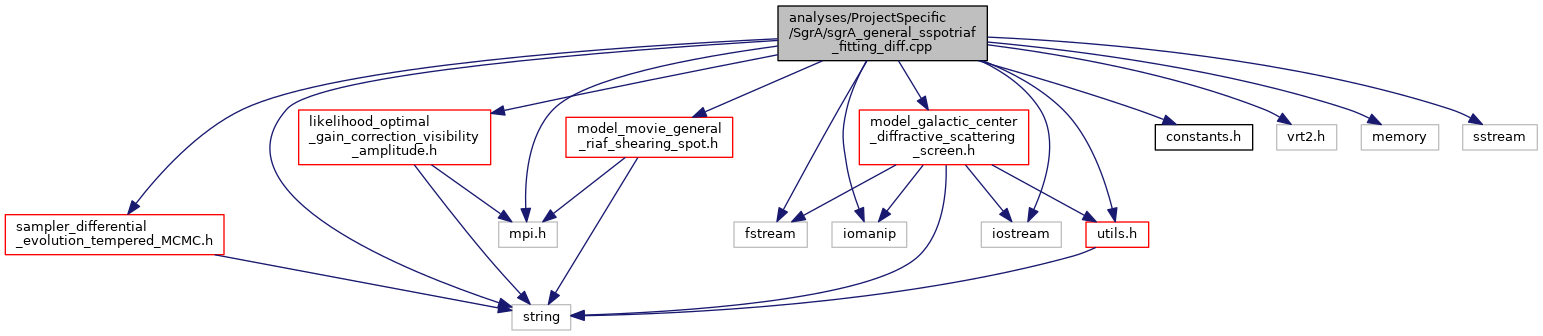 analyses/ProjectSpecific
/SgrA/sgrA_general_sspotriaf
_fitting_diff.cpp
likelihood_optimal
_gain_correction_visibility
_amplitude.h
model_movie_general
_riaf_shearing_spot.h
model_galactic_center
_diffractive_scattering
_screen.h
constants.h
vrt2.h
memory
sstream
sampler_differential
_evolution_tempered_MCMC.h
mpi.h
fstream
iomanip
iostream
utils.h
string